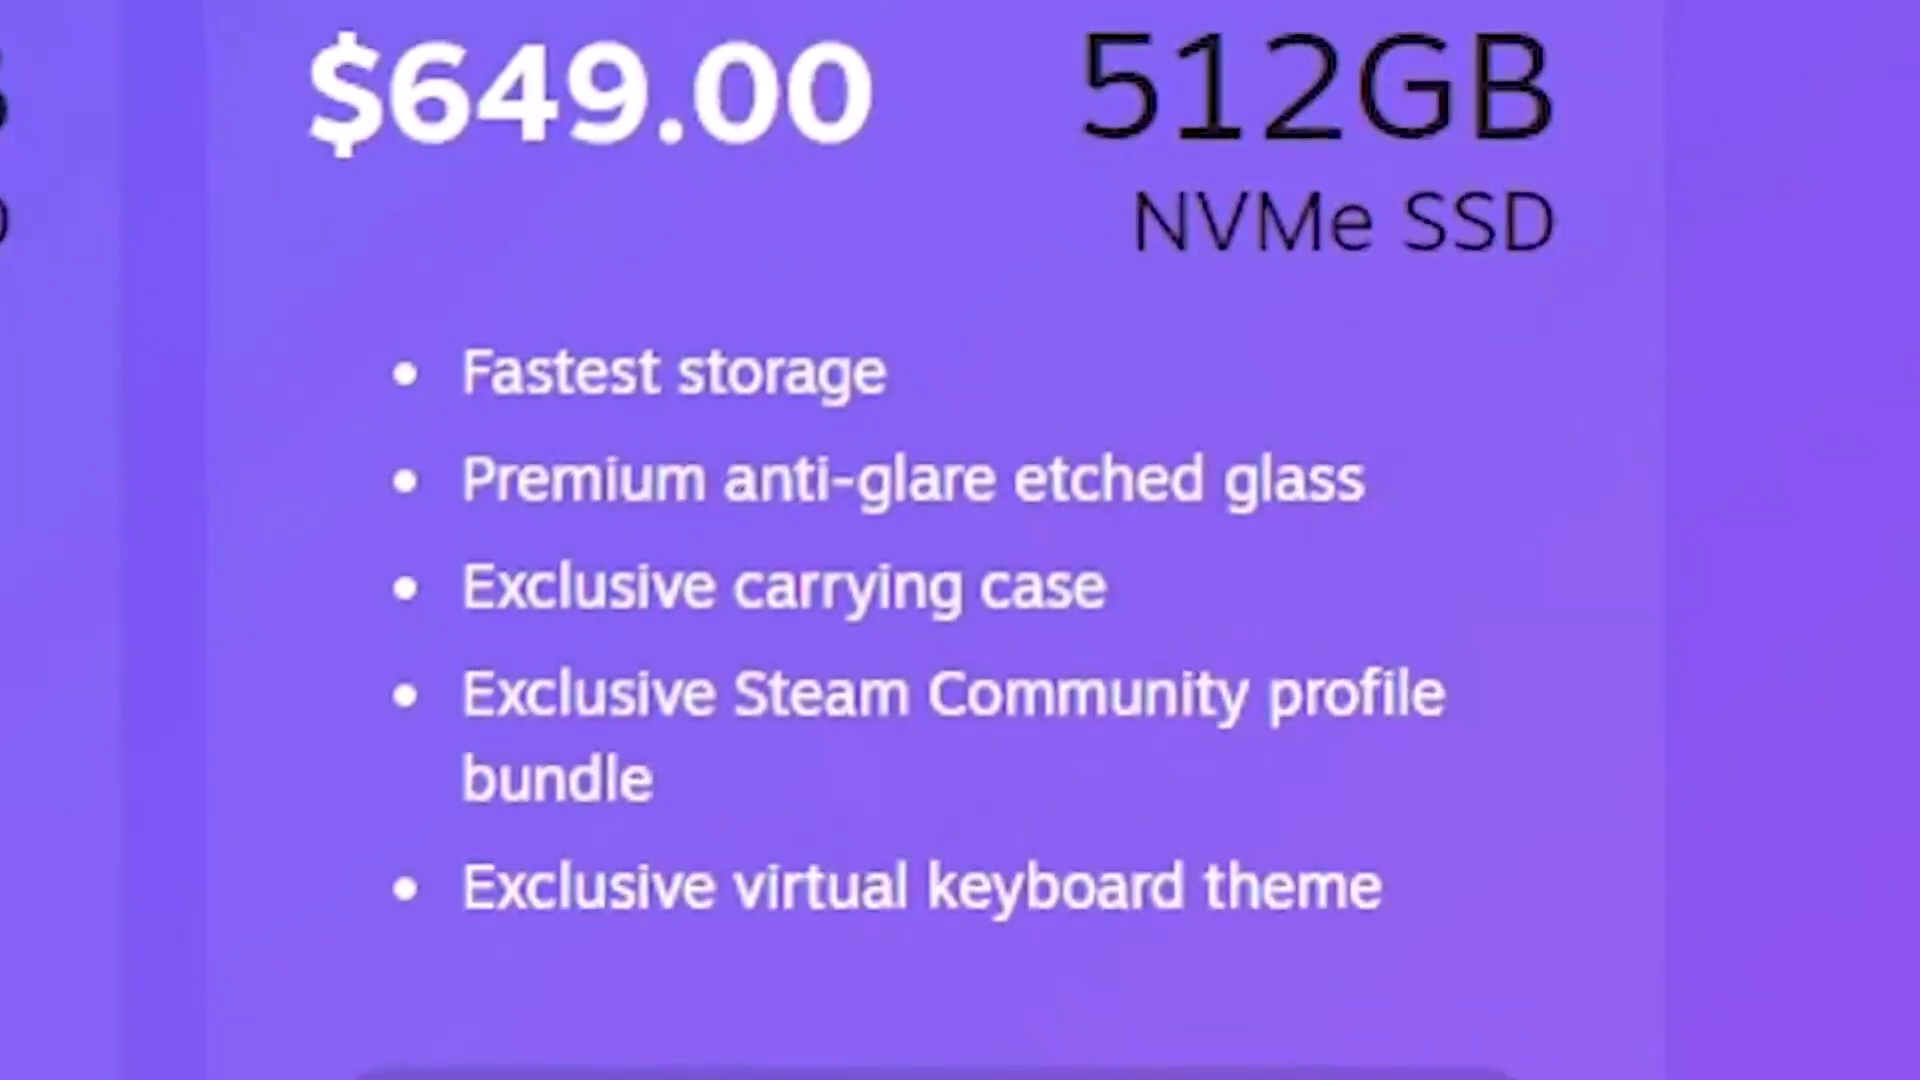 $649.00 512GB
NVMe SSD
• Fastest storage
• Premium anti-glare etched glass
• Exclusive carrying case
• Exclusive Steam Community profile
bundle
• Exclusive virtual keyboard theme